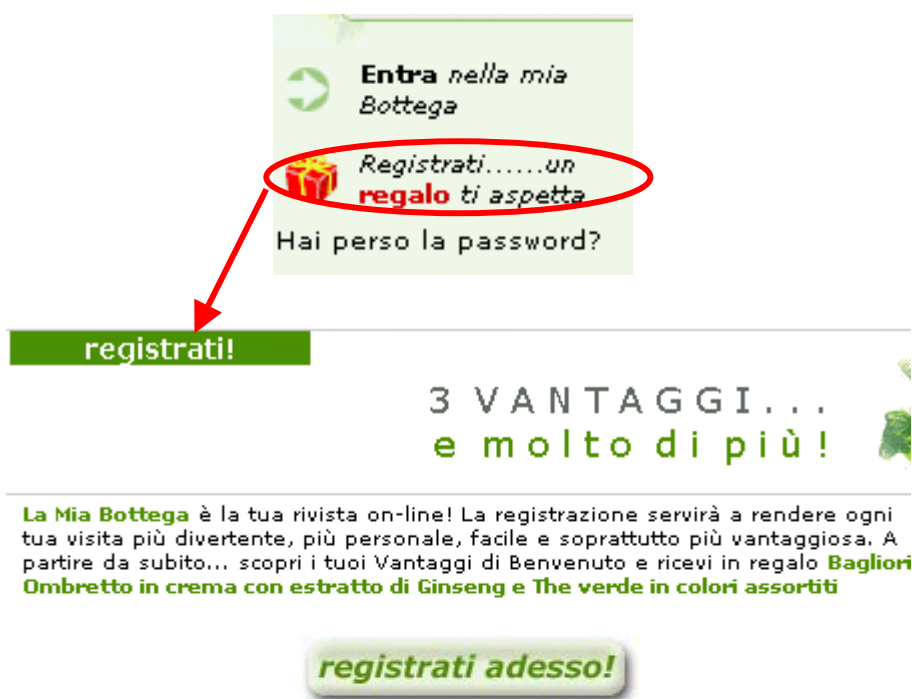 Entra nella mia
Bottega
Registrati......un
regalo ti aspetta
Hai perso la password?
registrati!
3 VANTAGGI...
e molto di più!
La Mia Bottega è la tua rivista on-line! La registrazione servirà a rendere ogni
tua visita più divertente, più personale, facile e soprattutto più vantaggiosa. A
partire da subito... scopri i tuoi Vantaggi di Benvenuto e ricevi in regalo Bagliori
Ombretto in crema con estratto di Ginseng e The verde in colori assortiti
registrati adesso!